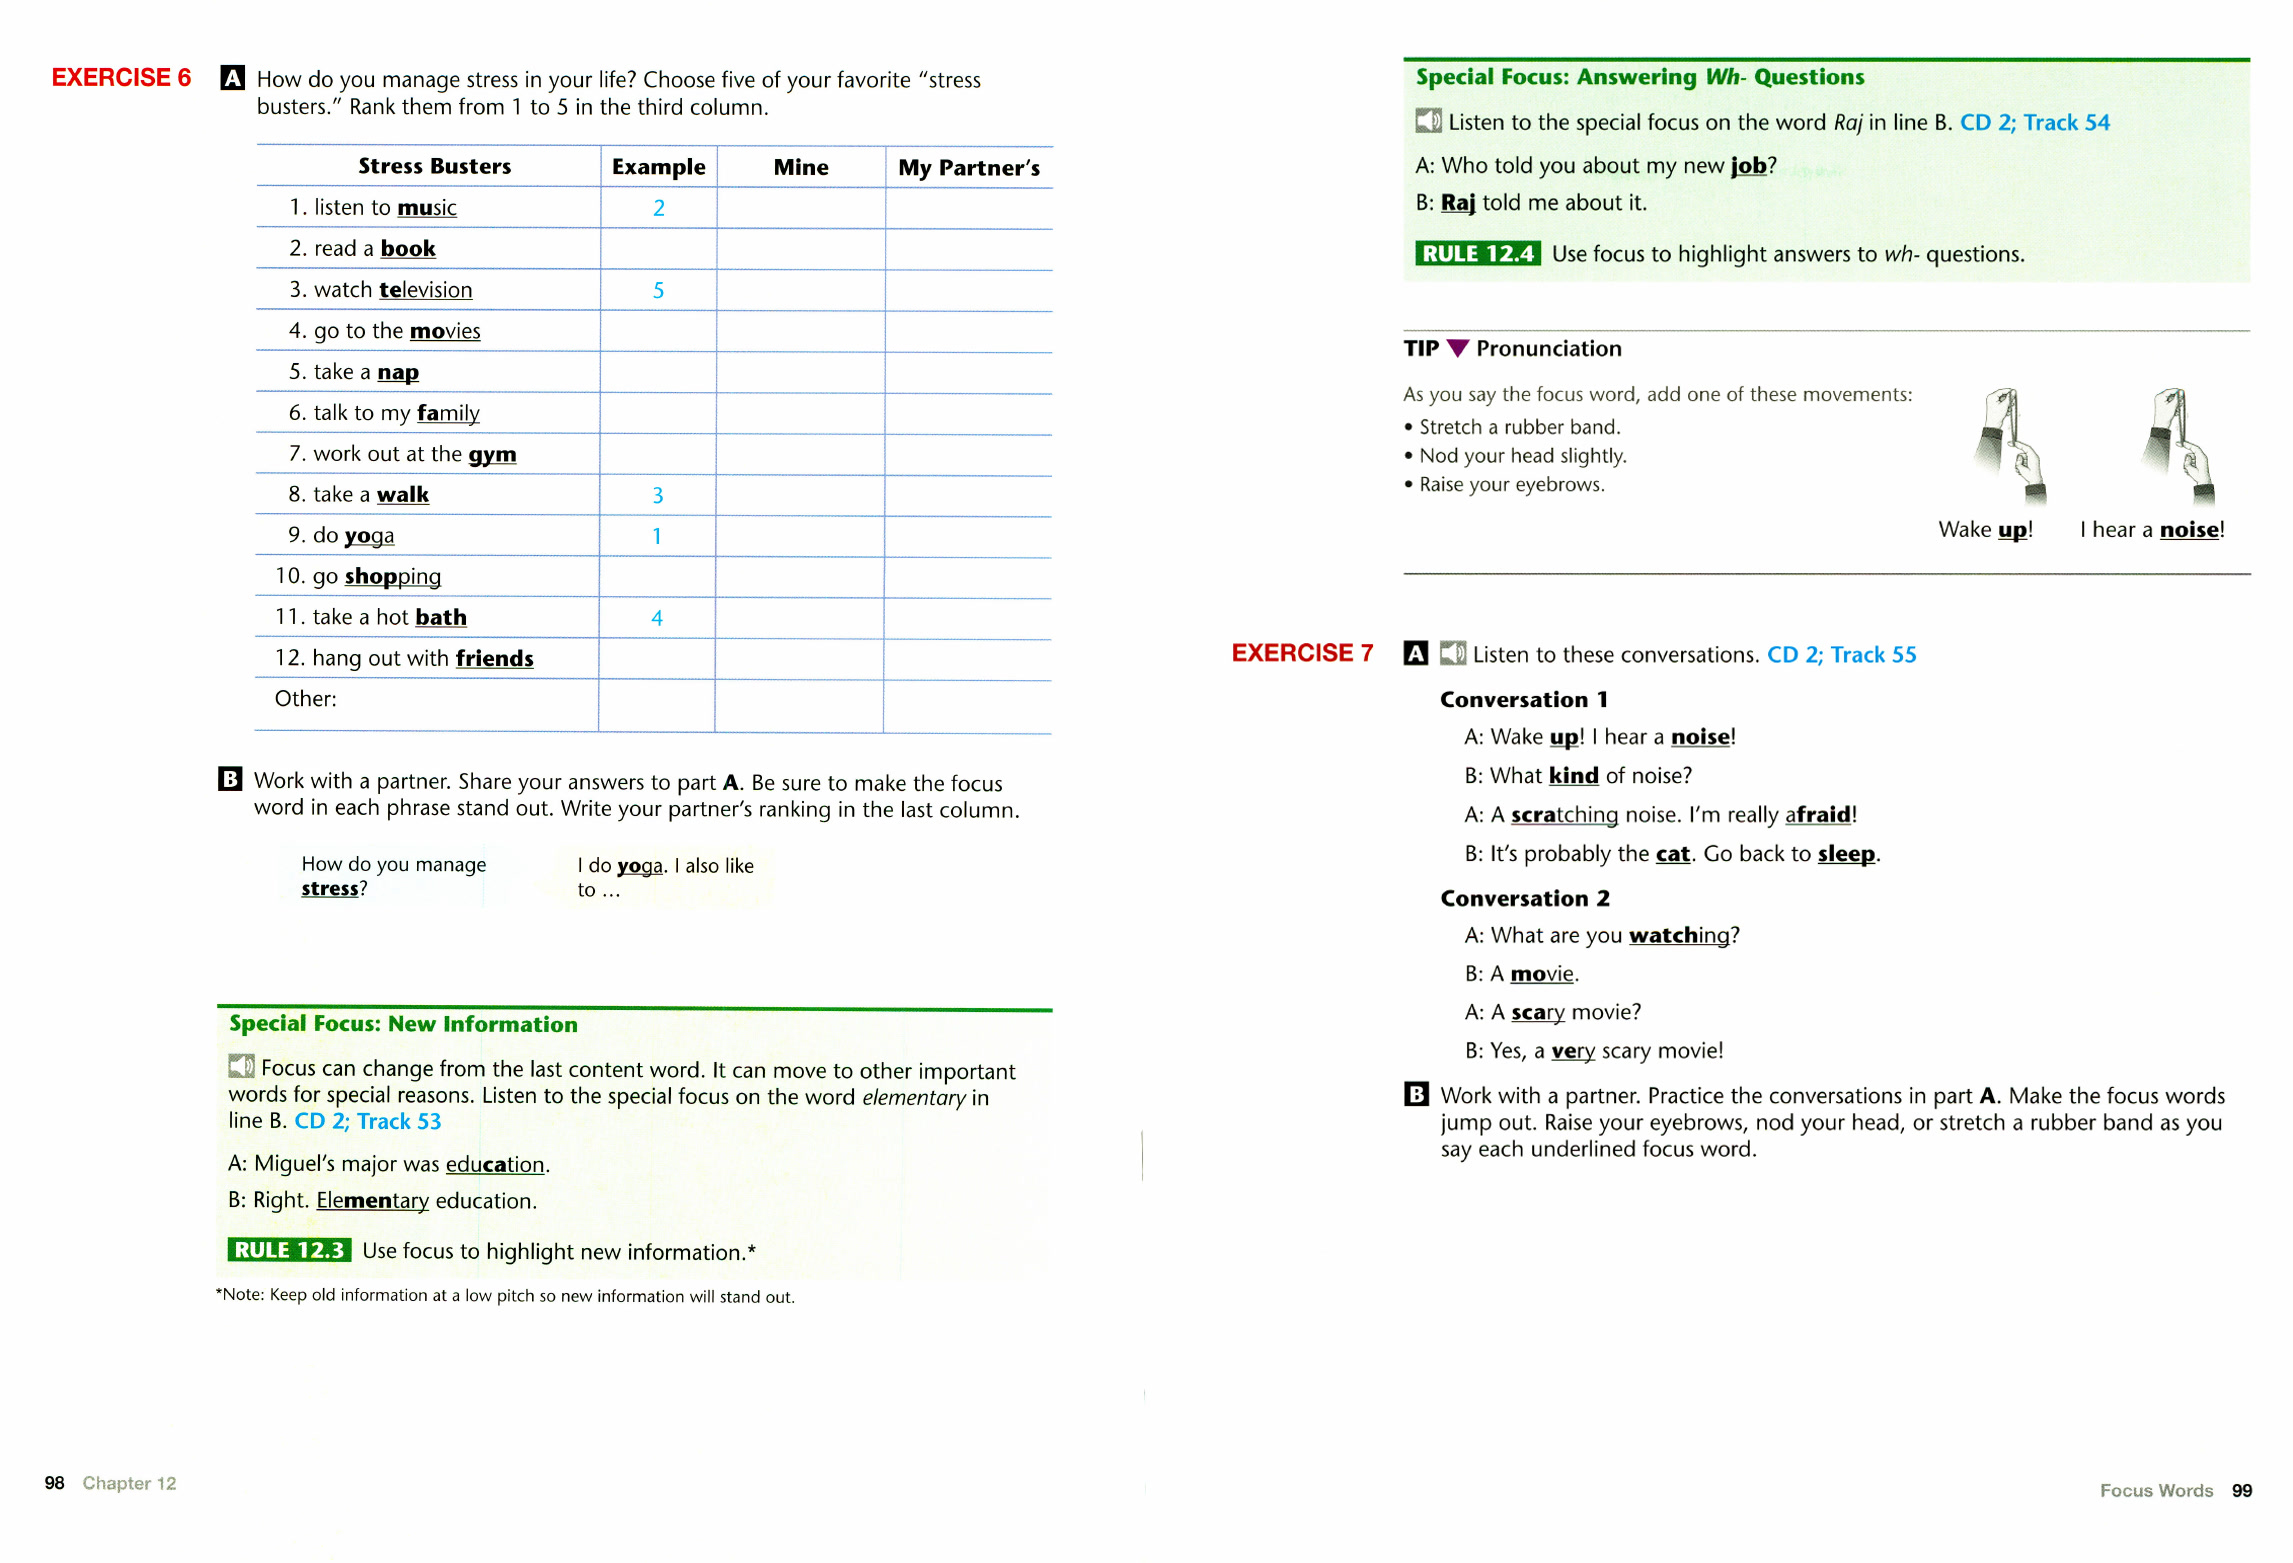 EXERCISE 6 A How do you manage stress in your life? Choose five of your favorite "stress
busters." Rank them from 1 to 5 in the third column.
Stress Busters Example Mine My Partner's
1. listen to music 2
2. read a book
3. watch television 5
4. go to the movies
5. take a nap
6. talk to my family
7. work out at the gym
8. take a walk 3
9. do yoga 1
10. go shopping
11. take a hot bath 4
12. hang out with friends
Other:
B Work with a partner. Share your answers to part A. Be sure to make the focus
word in each phrase stand out. Write your partner's ranking in the last column.
How do you manage
stress?
I do yoga. I also like
to ...
Special Focus: New Information
Focus can change from the last content word. It can move to other important
words for special reasons. Listen to the special focus on the word elementary in
line B. CD 2; Track 53
A: Miguel's major was education.
B: Right. Elementary education.
RULE 12.3 Use focus to highlight new information.*
*Note: Keep old information at a low pitch so new information will stand out.
98 Chapter 12
Special Focus: Answering Wh- Questions
Listen to the special focus on the word Raj in line B. CD 2; Track 54
A: Who told you about my new job?
B: Raj told me about it.
RULE 12.4 Use focus to highlight answers to wh- questions.
TIP ▼ Pronunciation
As you say the focus word, add one of these movements:
• Stretch a rubber band.
• Nod your head slightly.
• Raise your eyebrows.
Wake up! I hear a noise!
EXERCISE 7 A Listen to these conversations. CD 2; Track 55
Conversation 1
A: Wake up! I hear a noise!
B: What kind of noise?
A: A scratching noise. I'm really afraid!
B: It's probably the cat. Go back to sleep.
Conversation 2
A: What are you watching?
B: A movie.
A: A scary movie?
B: Yes, a very scary movie!
B Work with a partner. Practice the conversations in part A. Make the focus words
jump out. Raise your eyebrows, nod your head, or stretch a rubber band as you
say each underlined focus word.
Focus Words 99